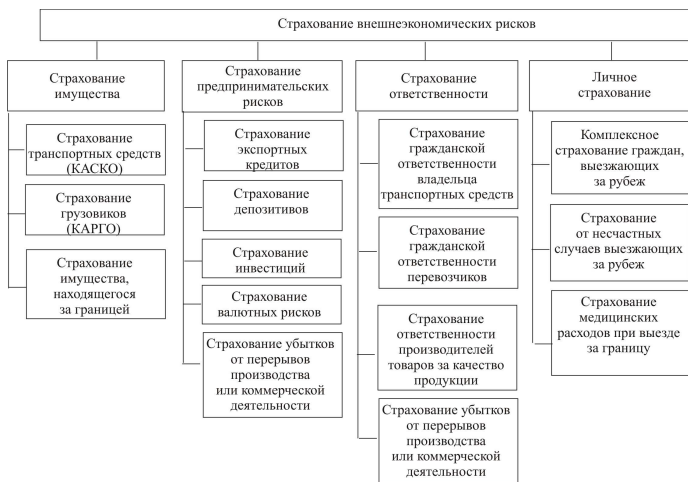 Страхование внешнеэкономических рисков
Страхование
имущества
Страхование
транспортных средств
(КАСКО)
Страхование
грузовиков
(КАРГО)
Страхование
имущества,
находящегося
за границей
Страхование
предпринимательских
рисков
Страхование
экспортных
кредитов
Страхование
депозитивов
Страхование
инвестиций
Страхование
валютных рисков
Страхование убытков
от перерывов
производства
или коммерческой
деятельности
Страхование
ответственности
Страхование
гражданской
ответственности
владельца
транспортных средств
Страхование
гражданской
ответственности
перевозчиков
Страхование
ответственности
производителей
товаров за качество
продукции
Страхование убытков
от перерывов
производства
или коммерческой
деятельности
Личное
страхование
Комплексное
страхование граждан,
выезжающих
за рубеж
Страхование
от несчастных
случаев выезжающих
за рубеж
Страхование
медицинских
расходов при выезде
за границу